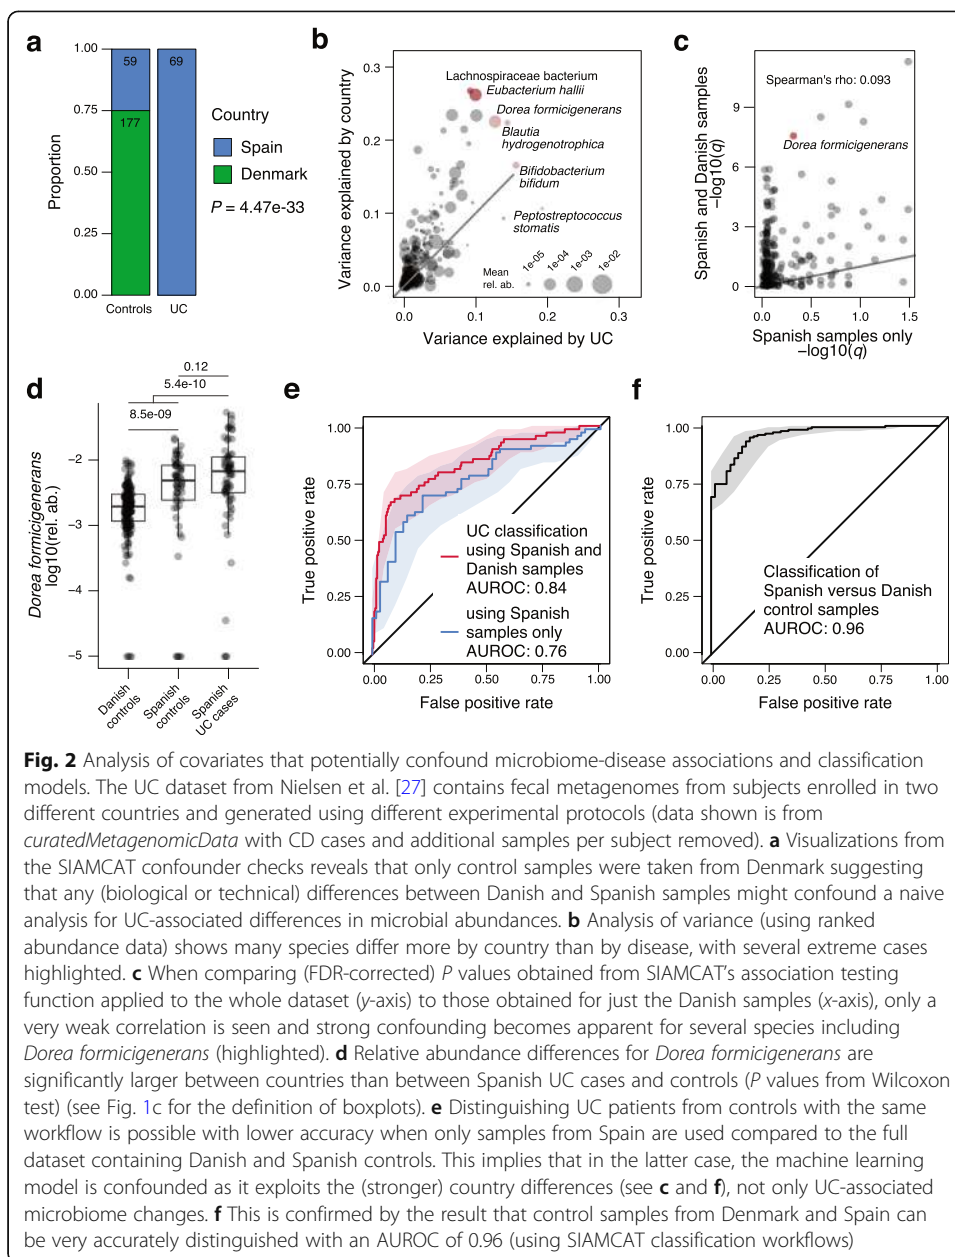 a
1.00
59
69
0.75
177
Proportion
0.50
0.25
0.00
Controls
UC
Country
Spain
Denmark
P = 4.47e-33
b
0.3
Lachnospiraceae bacterium
Eubacterium hallii
Dorea formicigenerans
Blautia
hydrogenotrophica
Bifidobacterium
bifidum
Peptostreptococcus
stomatis
Variance explained by country
0.2
0.1
0.0
Mean
rel. ab.
1e-05
1e-04
1e-03
1e-02
0.0
0.1
0.2
0.3
Variance explained by UC
c
Spearman's rho: 0.093
Dorea formicigenerans
Spanish and Danish samples
−log10(q)
9
6
3
0
0.0
0.5
1.0
1.5
Spanish samples only
−log10(q)
d
0.12
5.4e-10
8.5e-09
Dorea formicigenerans
log10(rel. ab.)
−2
−3
−4
−5
Danish
controls
Spanish
controls
Spanish
UC cases
e
1.00
0.75
0.50
0.25
0.00
True positive rate
UC classification
using Spanish and
Danish samples
AUROC: 0.84
using Spanish
samples only
AUROC: 0.76
0.00
0.25
0.50
0.75
1.00
False positive rate
f
1.00
0.75
0.50
0.25
0.00
True positive rate
Classification of
Spanish versus Danish
control samples
AUROC: 0.96
0.00
0.25
0.50
0.75
1.00
False positive rate
Fig. 2 Analysis of covariates that potentially confound microbiome-disease associations and classification
models. The UC dataset from Nielsen et al. [27] contains fecal metagenomes from subjects enrolled in two
different countries and generated using different experimental protocols (data shown is from
curatedMetagenomicData with CD cases and additional samples per subject removed). a Visualizations from
the SIAMCAT confounder checks reveals that only control samples were taken from Denmark suggesting
that any (biological or technical) differences between Danish and Spanish samples might confound a naive
analysis for UC-associated differences in microbial abundances. b Analysis of variance (using ranked
abundance data) shows many species differ more by country than by disease, with several extreme cases
highlighted. c When comparing (FDR-corrected) P values obtained from SIAMCAT's association testing
function applied to the whole dataset (y-axis) to those obtained for just the Danish samples (x-axis), only a
very weak correlation is seen and strong confounding becomes apparent for several species including
Dorea formicigenerans (highlighted). d Relative abundance differences for Dorea formicigenerans are
significantly larger between countries than between Spanish UC cases and controls (P values from Wilcoxon
test) (see Fig. 1c for the definition of boxplots). e Distinguishing UC patients from controls with the same
workflow is possible with lower accuracy when only samples from Spain are used compared to the full
dataset containing Danish and Spanish controls. This implies that in the latter case, the machine learning
model is confounded as it exploits the (stronger) country differences (see c and f), not only UC-associated
microbiome changes. f This is confirmed by the result that control samples from Denmark and Spain can
be very accurately distinguished with an AUROC of 0.96 (using SIAMCAT classification workflows)